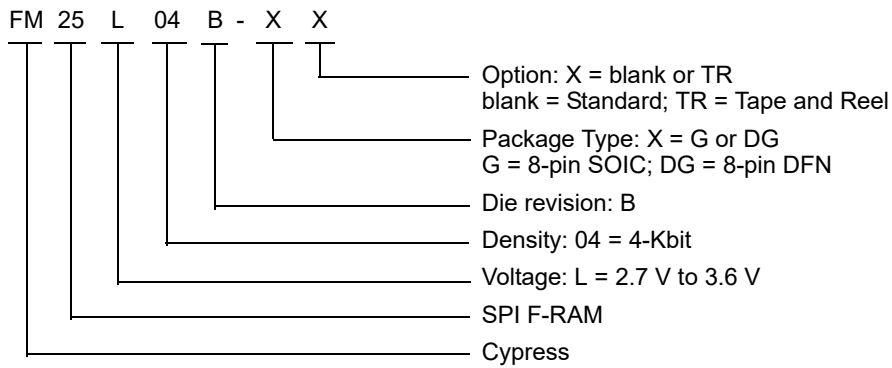 FM 25 L 04 B - X X
Option: X = blank or TR
blank = Standard; TR = Tape and Reel
Package Type: X = G or DG
G = 8-pin SOIC; DG = 8-pin DFN
Die revision: B
Density: 04 = 4-Kbit
Voltage: L = 2.7 V to 3.6 V
SPI F-RAM
Cypress